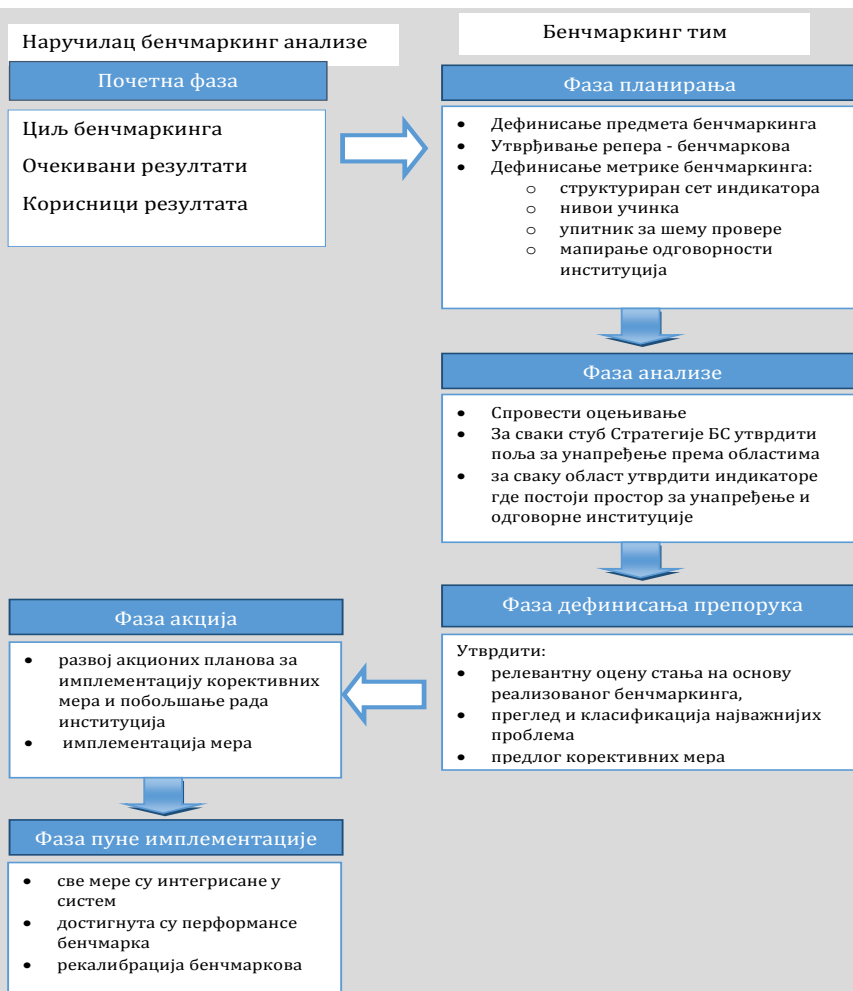 Наручилац бенчмаркинг анализе
Почетна фаза
Циљ бенчмаркинга
Очекивани резултати
Корисници резултата
Бенчмаркинг тим
Фаза планирања
• Дефинисање предмета бенчмаркинга
• Утврђивање репера - бенчмаркова
• Дефинисање метрике бенчмаркинга:
o структуриран сет индикатора
o нивои учинка
o упитник за шему провере
o мапирање одговорности
институција
Фаза анализе
• Спровести оцењивање
• За сваки стуб Стратегије БС утврдити
поља за унапређење према областима
• за сваку област утврдити индикаторе
где постоји простор за унапређење и
одговорне институције
Фаза дефинисања препорука
Утврдити:
• релевантну оцену стања на основу
реализованог бенчмаркинга,
• преглед и класификација најважнијих
проблема
• предлог корективних мера
Фаза акција
• развој акционих планова за
имплементацију корективних
мера и побољшање рада
институција
• имплементација мера
Фаза пуне имплементације
• све мере су интегрисане у
систем
• достигнута су перформансе
бенчмарка
• рекалибрација бенчмаркова